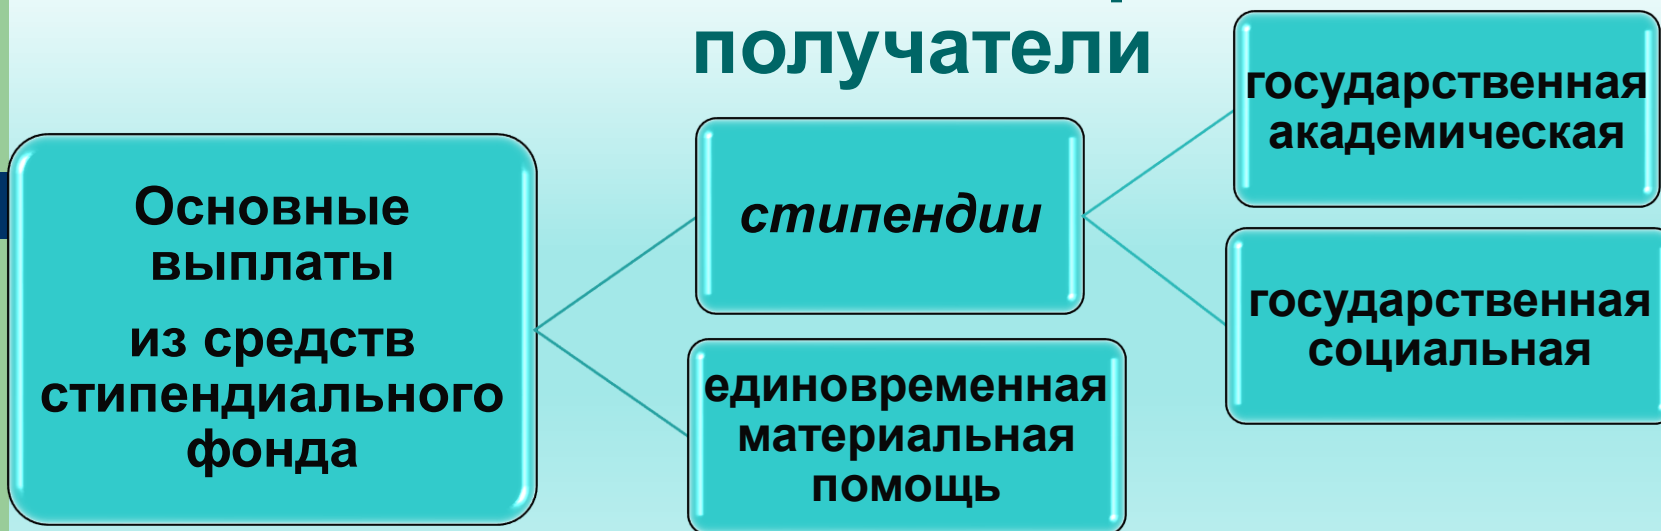 получатели
Основные
выплаты
из средств
стипендиального
фонда
стипендии
единовременная
материальная
помощь
государственная
академическая
государственная
социальная